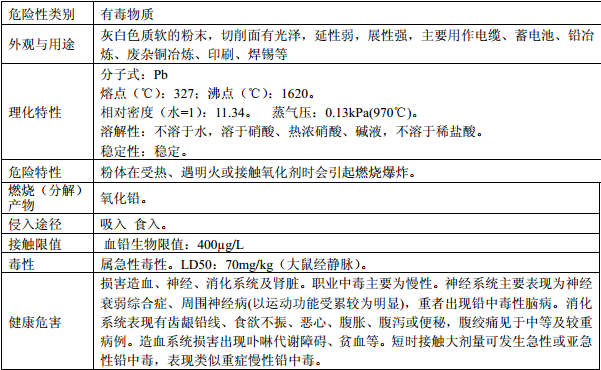 危险性类别 有毒物质
外观与用途 灰白色质软的粉末，切削面有光泽，延性弱，展性强，主要用作电缆、蓄电池、铅冶
炼、废杂铜冶炼、印刷、焊锡等
理化特性 分子式：Pb
熔点（℃）：327；沸点（℃）：1620。
相对密度（水=1）：11.34。 蒸气压：0.13kPa(970℃)。
溶解性：不溶于水，溶于硝酸、热浓硝酸、碱液，不溶于稀盐酸。
稳定性：稳定。
危险特性 粉体在受热、遇明火或接触氧化剂时会引起燃烧爆炸。
燃烧（分解）
产物 氧化铅。
侵入途径 吸入 食入。
接触限值 血铅生物限值：400μg/L
毒性 属急性毒性。LD50：70mg/kg（大鼠经静脉）。
健康危害 损害造血、神经、消化系统及肾脏。职业中毒主要为慢性。神经系统主要表现为神经
衰弱综合症、周围神经病(以运动功能受累较为明显)，重者出现铅中毒性脑病。消化
系统表现有齿龈铅线、食欲不振、恶心、腹胀、腹泻或便秘，腹绞痛见于中等及较重
病例。造血系统损害出现卟啉代谢障碍、贫血等。短时接触大剂量可发生急性或亚急
性铅中毒，表现类似重症慢性铅中毒。